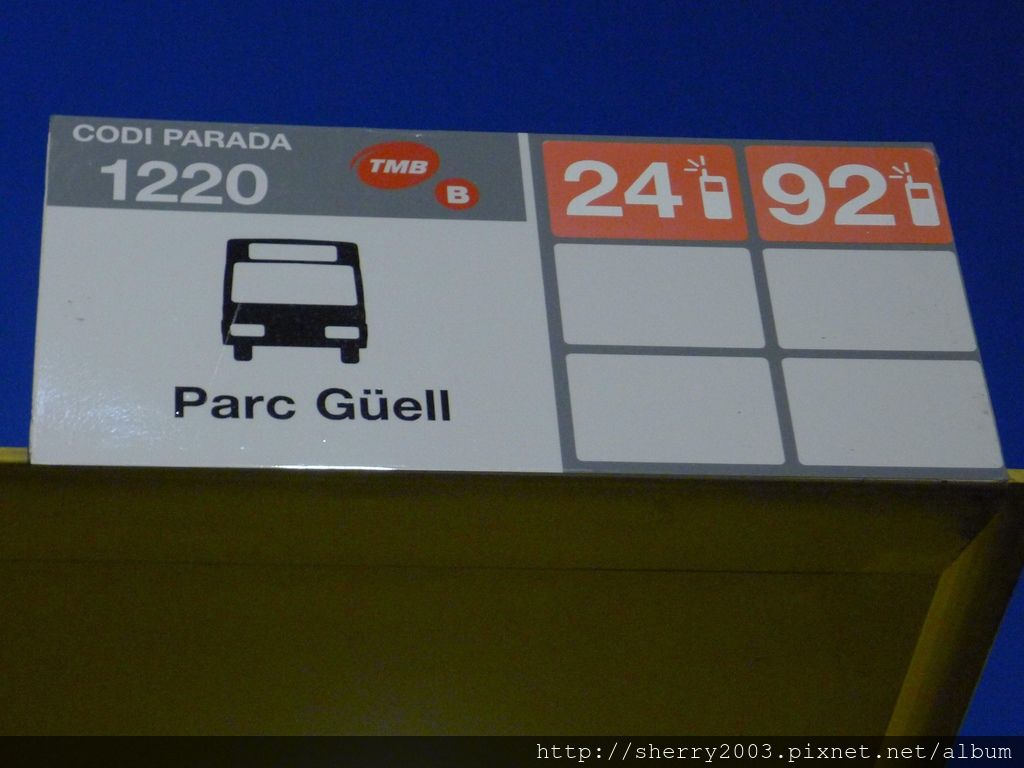 CODI PARADA
1220
TMB
B
Parc Güell
24
92
http://sherry2003.pixnet.net/album